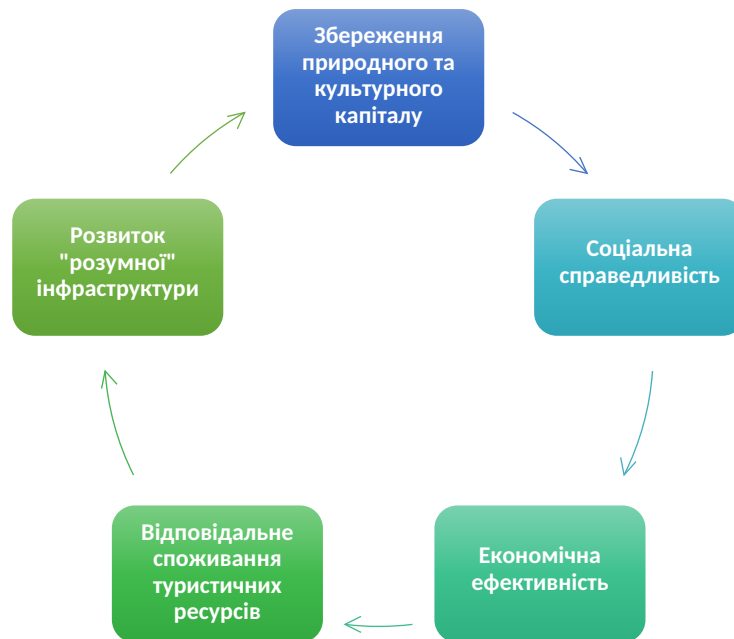 Збереження
природного та
культурного
капіталу
Соціальна
справедливість
Економічна
ефективність
Відповідальне
споживання
туристичних
ресурсів
Розвиток
"розумної"
інфраструктури